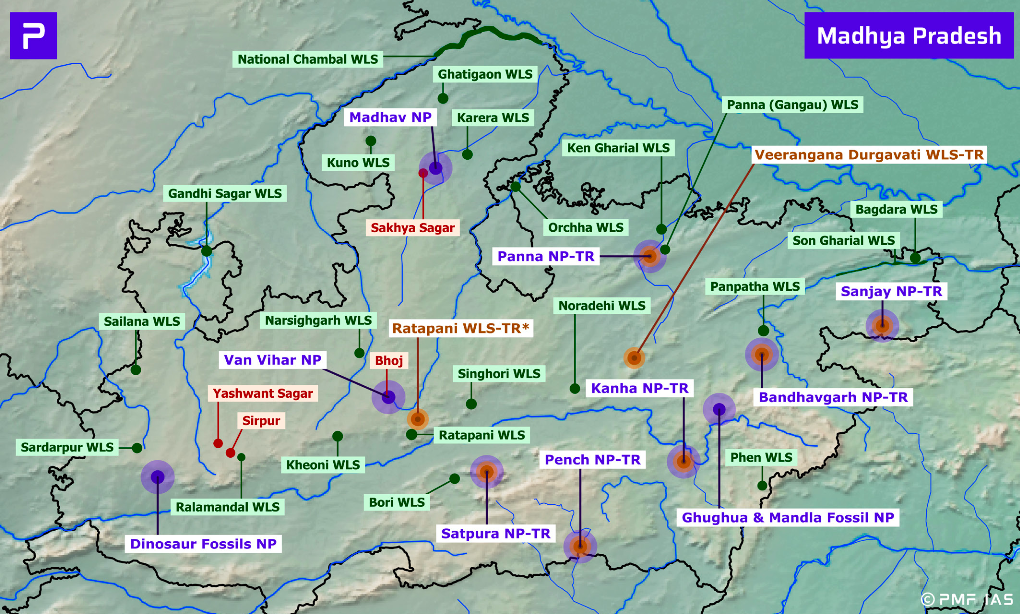 P
Madhya Pradesh
National Chambal WLS
Ghatigaon WLS
Panna (Gangau) WLS
Madhav NP
Karera WLS
Ken Gharial WLS
Veerangana Durgavati WLS-TR
Kuno WLS
Gandhi Sagar WLS
Bagdara WLS
Sakhya Sagar
Orchha WLS
Son Gharial WLS
Panna NP-TR
Panpatha WLS
Sanjay NP-TR
Noradehi WLS
Sailana WLS
Narsighgarh WLS
Ratapani WLS-TR*
Van Vihar NP
Bhoj
Singhori WLS
Kanha NP-TR
Yashwant Sagar
Bandhavgarh NP-TR
Sirpur
Ratapani WLS
Sardarpur WLS
Kheoni WLS
Pench NP-TR
Phen WLS
Bori WLS
Ralamandal WLS
Ghughua & Mandla Fossil NP
Satpura NP-TR
Dinosaur Fossils NP
© PMF IAS